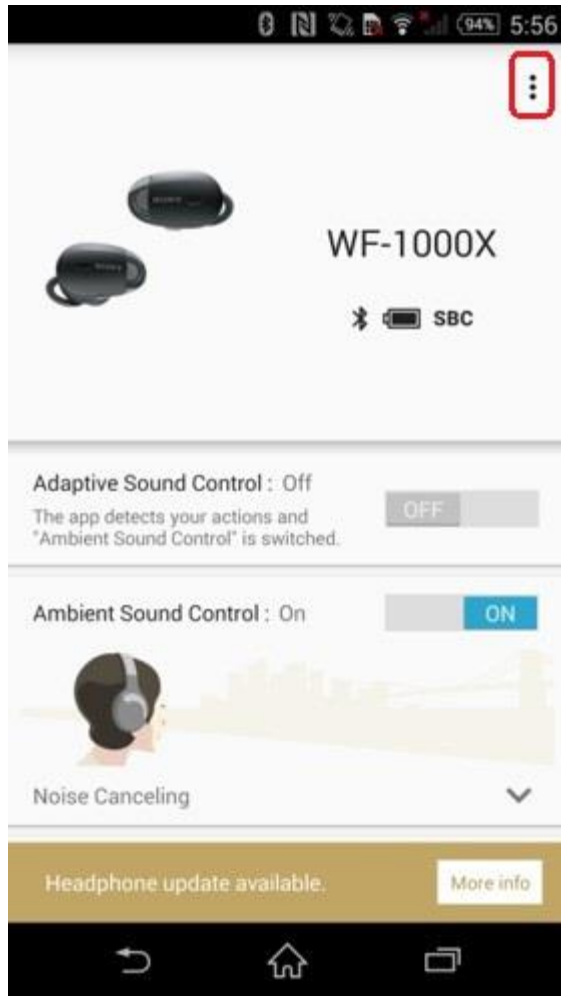 94% 5:56
WF-1000X
SBC
Adaptive Sound Control : Off
The app detects your actions and
"Ambient Sound Control" is switched.
OFF
Ambient Sound Control : On
ON
Noise Canceling
Headphone update available.
More info